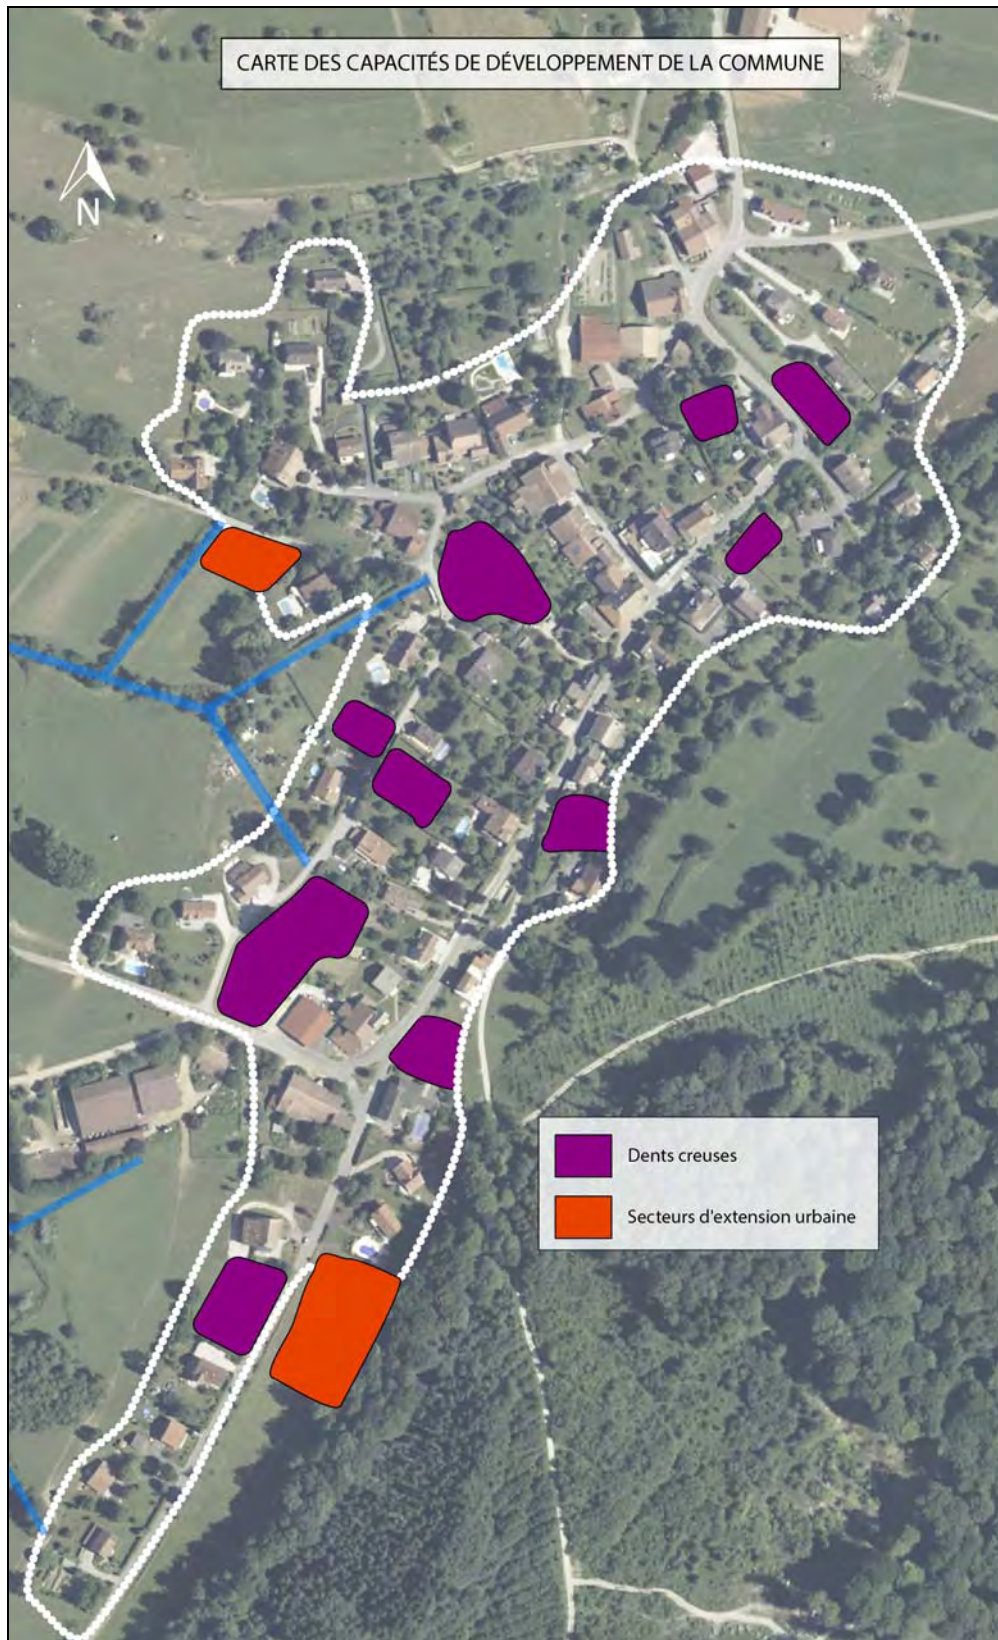 CARTE DES CAPACITÉS DE DÉVELOPPEMENT DE LA COMMUNE
N
Dents creuses
Secteurs d'extension urbaine